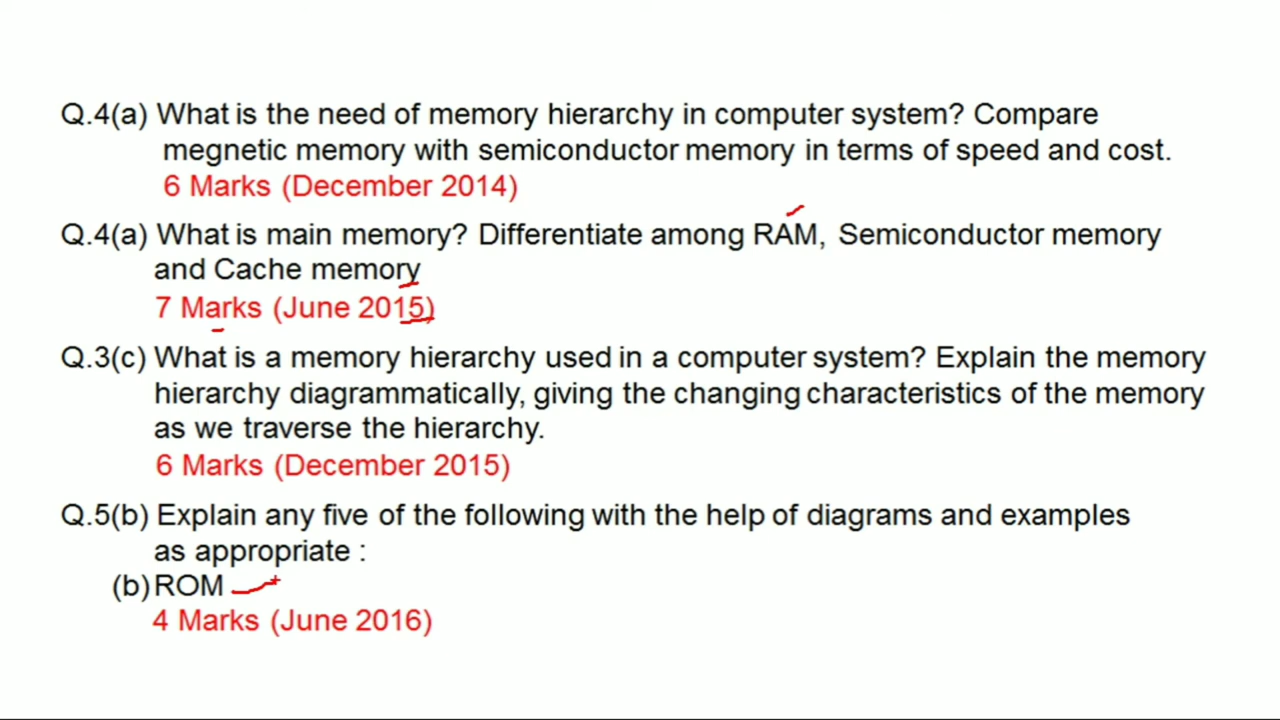 Q.4(a) What is the need of memory hierarchy in computer system? Compare
megnetic memory with semiconductor memory in terms of speed and cost.
6 Marks (December 2014)
Q.4(a) What is main memory? Differentiate among RAM, Semiconductor memory
and Cache memory
7 Marks (June 2015)
Q.3(c) What is a memory hierarchy used in a computer system? Explain the memory
hierarchy diagrammatically, giving the changing characteristics of the memory
as we traverse the hierarchy.
6 Marks (December 2015)
Q.5(b) Explain any five of the following with the help of diagrams and examples
as appropriate :
(b) ROM
4 Marks (June 2016)